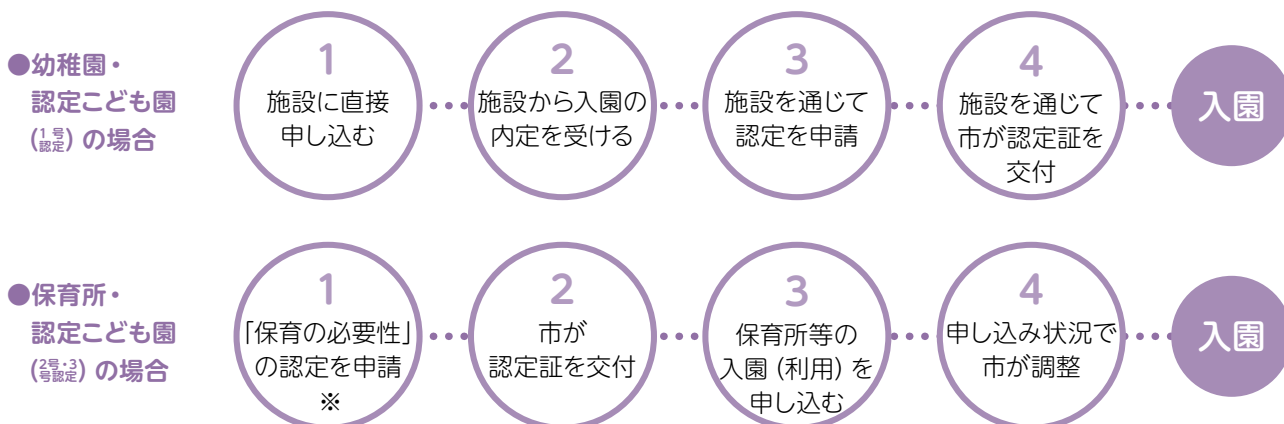 ●幼稚園・
認定こども園
(1号認定) の場合
1
施設に直接
申し込む
2
施設から入園の
内定を受ける
3
施設を通じて
認定を申請
4
施設を通じて
市が認定証を
交付
入園
●保育所・
認定こども園
(2号・3号認定) の場合
1
「保育の必要性」
の認定を申請
※
2
市が
認定証を交付
3
保育所等の
入園 (利用) を
申し込む
4
申し込み状況で
市が調整
入園